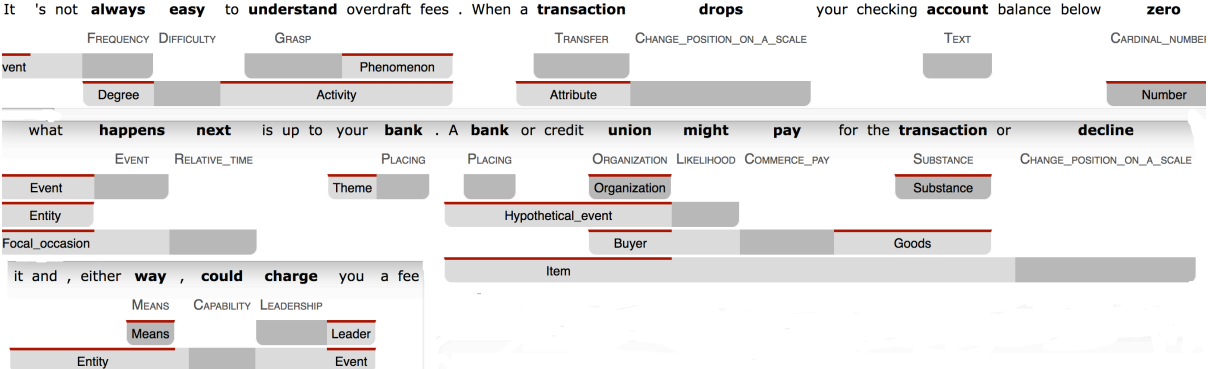 It 's not always easy to understand overdraft fees . When a transaction drops your checking account balance below zero
FREQUENCY DIFFICULTY GRASP TRANSFER CHANGE_POSITION_ON_A_SCALE TEXT CARDINAL_NUMBE
vent Phenomenon
Degree Activity Attribute Number
what happens next is up to your bank . A bank or credit union might pay for the transaction or decline
EVENT RELATIVE_TIME PLACING PLACING ORGANIZATION LIKELIHOOD COMMERCE_PAY SUBSTANCE CHANGE_POSITION_ON_A_SCALE
Event Theme Organization Substance
Entity Hypothetical_event
Focal_occasion Buyer Goods
Item
it and , either way , could charge you a fee
MEANS CAPABILITY LEADERSHIP
Means Leader
Entity Event